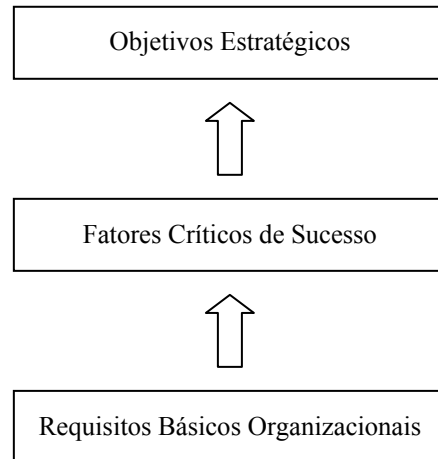 Objetivos Estratégicos
Fatores Críticos de Sucesso
Requisitos Básicos Organizacionais